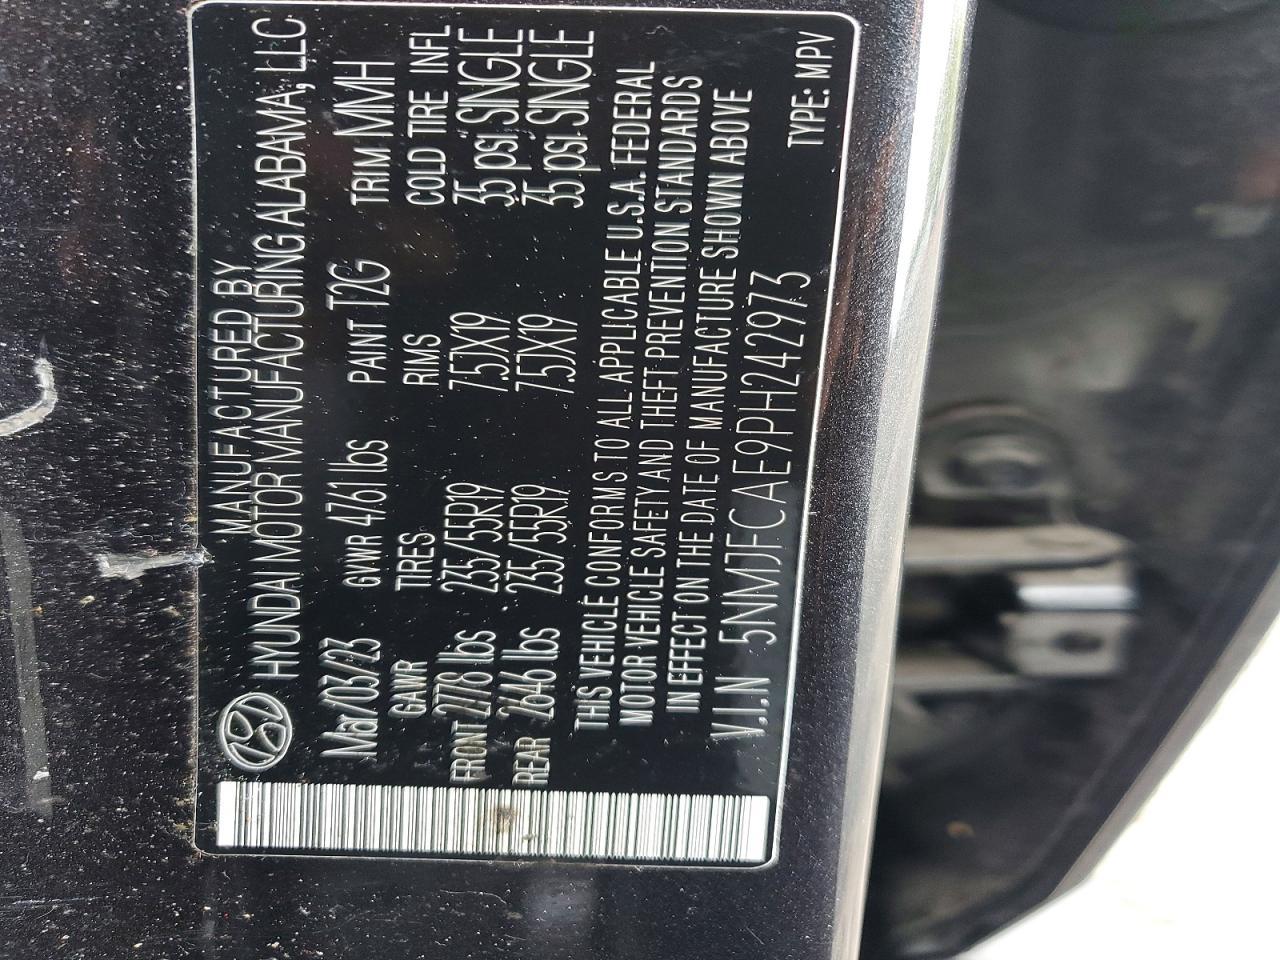 MANUFACTURED BY
HYUNDAI MOTOR MANUFACTURING ALABAMA, LLC
Mar/03/23 GVWR 4761 lbs PAINT T2G TRIM MMH
GAWR TIRES RIMS COLD TIRE INFL
FRONT 2778 lbs 235/55R19 7.5JX19 35 psi SINGLE
REAR 2646 lbs 235/55R19 7.5JX19 35 psi SINGLE
THIS VEHICLE CONFORMS TO ALL APPLICABLE U.S.A. FEDERAL
MOTOR VEHICLE SAFETY AND THEFT PREVENTION STANDARDS
IN EFFECT ON THE DATE OF MANUFACTURE SHOWN ABOVE
V.I.N 5NMJFCAE9PH242973 TYPE: MPV